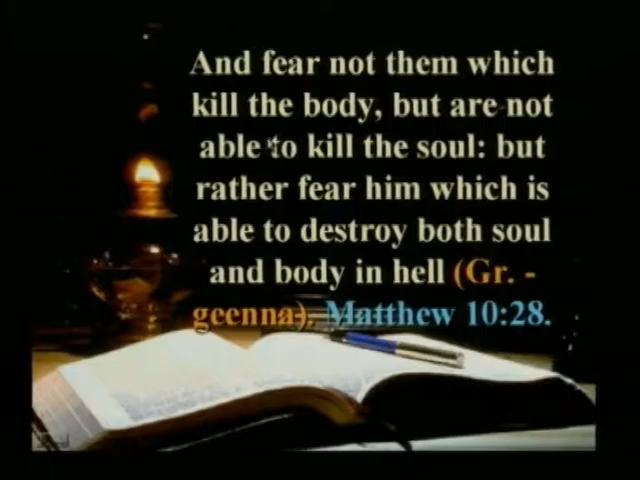 And fear not them which
kill the body, but are not
able to kill the soul: but
rather fear him which is
able to destroy both soul
and body in hell (Gr. -
geenna). Matthew 10:28.